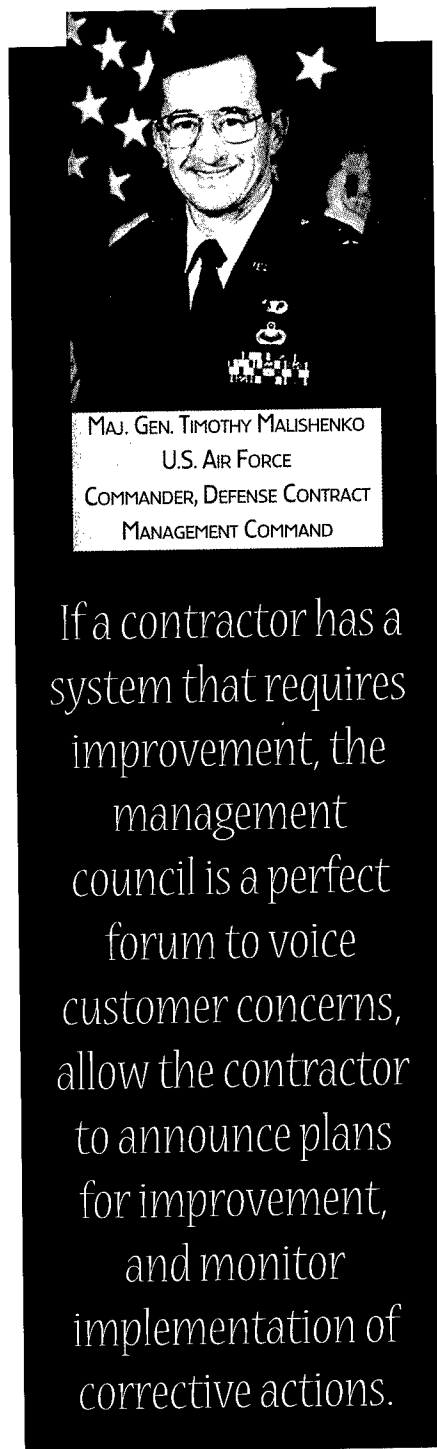 MAJ. GEN. TIMOTHY MALISHENKO
U.S. AIR FORCE
COMMANDER, DEFENSE CONTRACT
MANAGEMENT COMMAND
If a contractor has a
system that requires
improvement, the
management
council is a perfect
forum to voice
customer concerns,
allow the contractor
to announce plans
for improvement,
and monitor
implementation of
corrective actions.